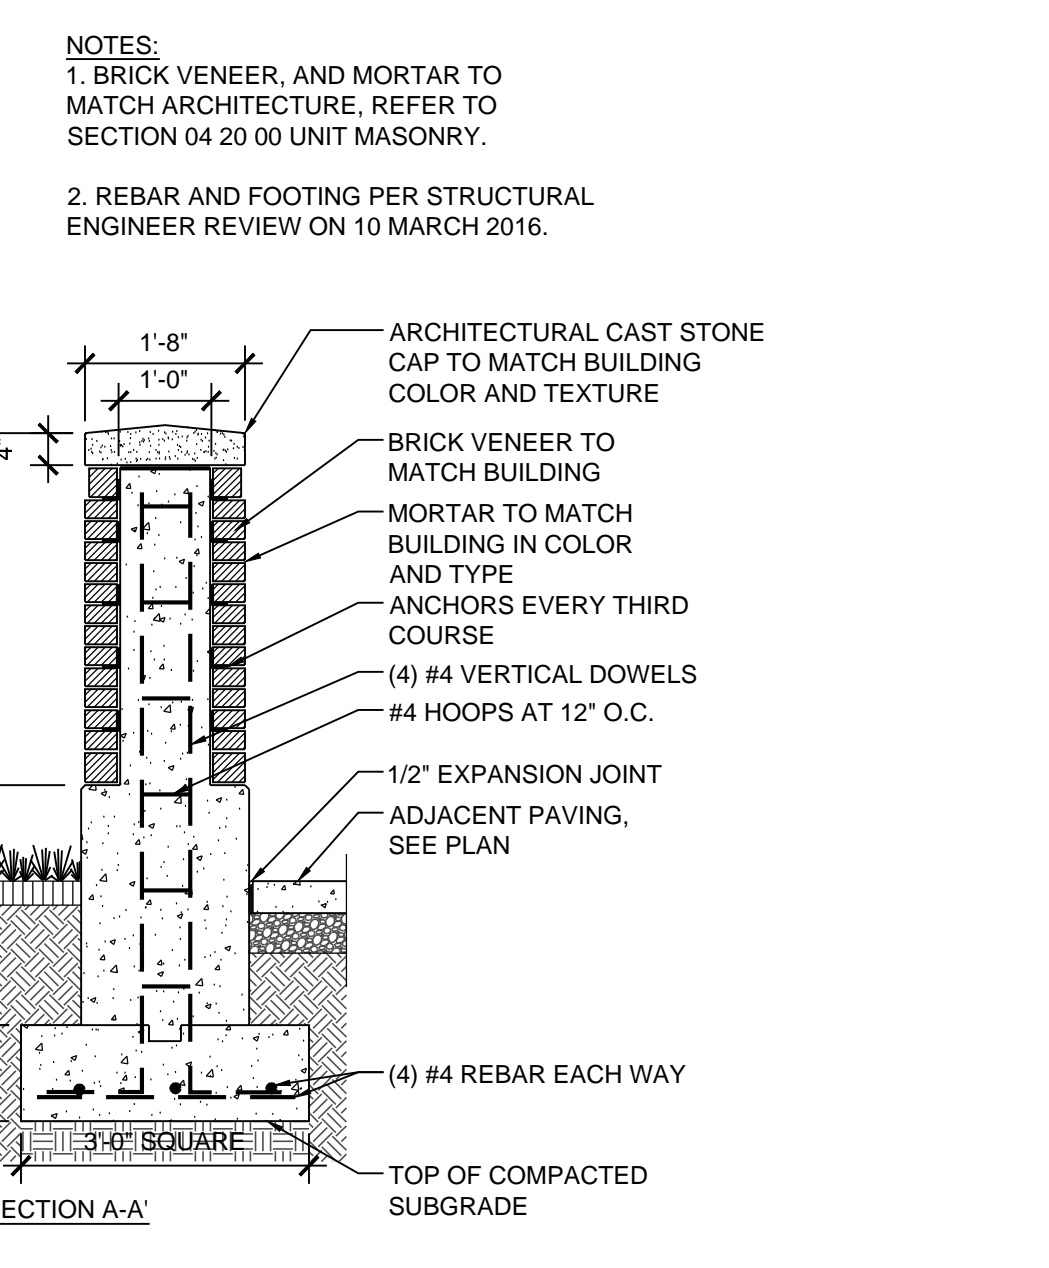 NOTES:
1. BRICK VENEER, AND MORTAR TO
MATCH ARCHITECTURE, REFER TO
SECTION 04 20 00 UNIT MASONRY.
2. REBAR AND FOOTING PER STRUCTURAL
ENGINEER REVIEW ON 10 MARCH 2016.
1'-8"
1'-0"
4"
ARCHITECTURAL CAST STONE
CAP TO MATCH BUILDING
COLOR AND TEXTURE
BRICK VENEER TO
MATCH BUILDING
MORTAR TO MATCH
BUILDING IN COLOR
AND TYPE
ANCHORS EVERY THIRD
COURSE
(4) #4 VERTICAL DOWELS
#4 HOOPS AT 12" O.C.
1/2" EXPANSION JOINT
ADJACENT PAVING,
SEE PLAN
(4) #4 REBAR EACH WAY
3'-0" SQUARE
TOP OF COMPACTED
SUBGRADE
ECTION A-A'